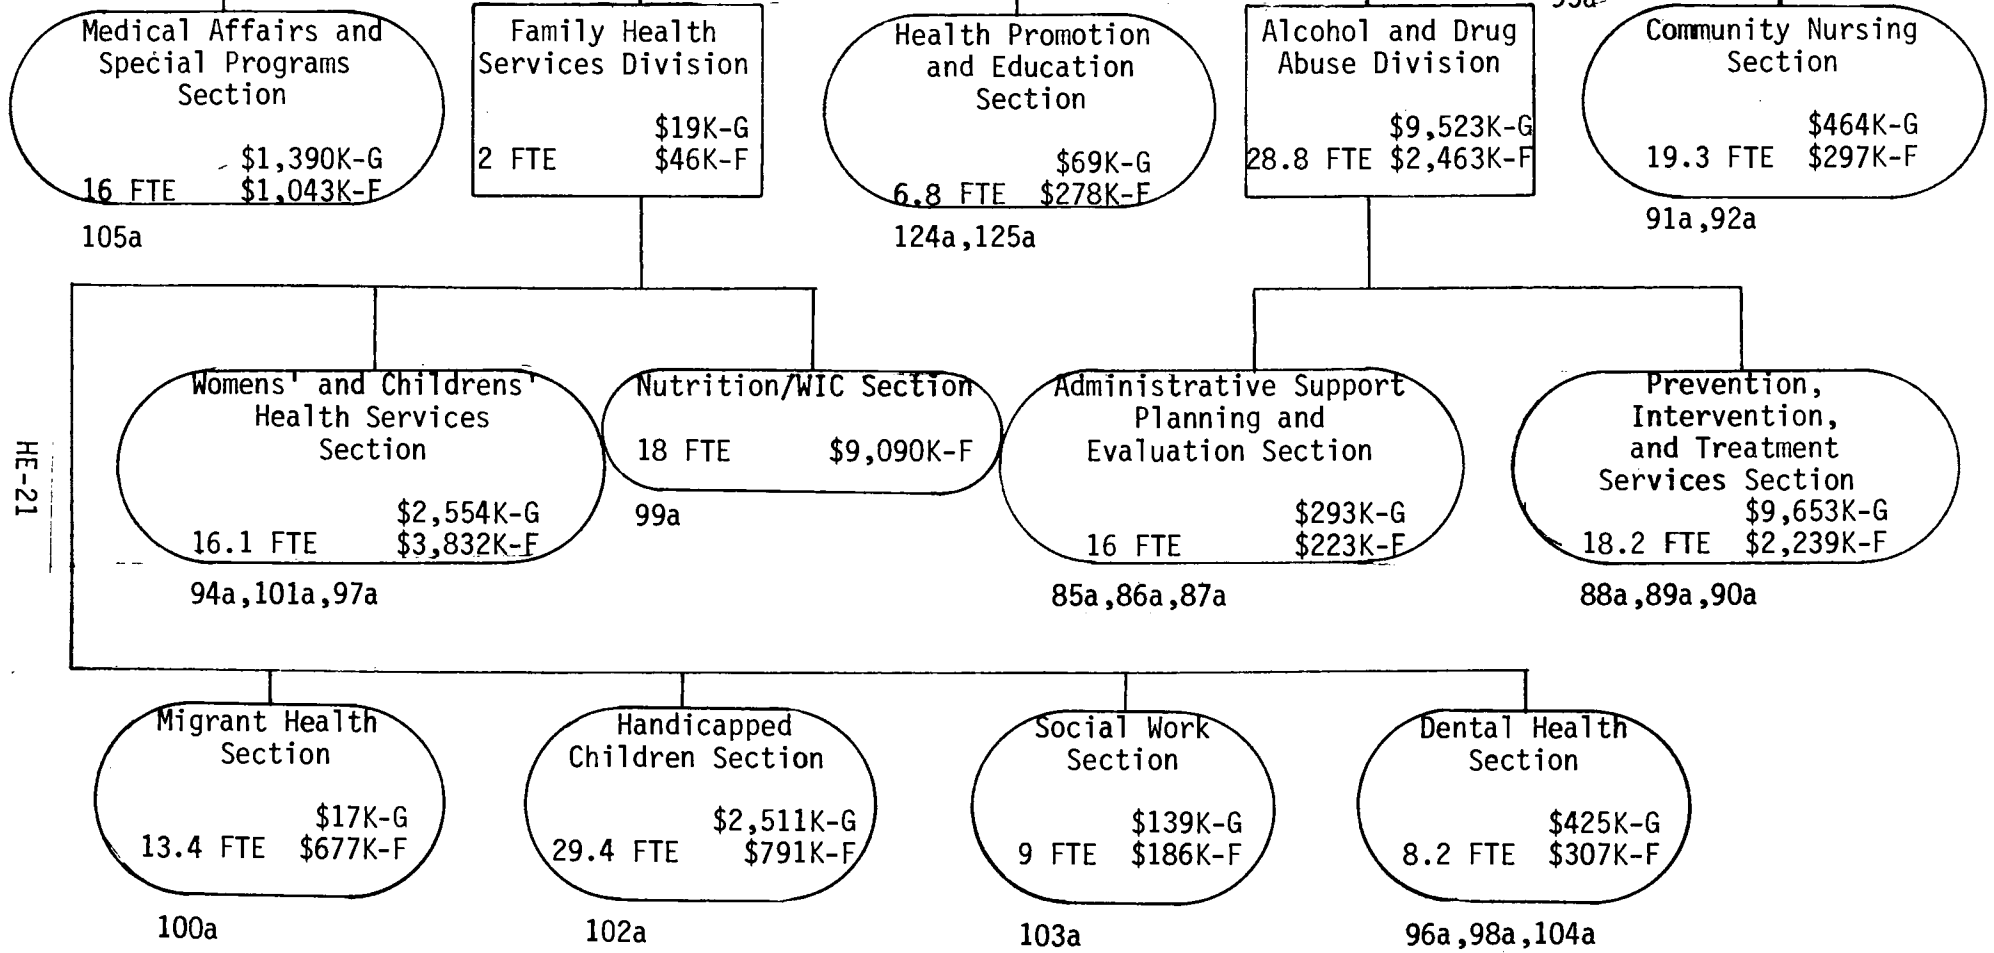 Medical Affairs and
Special Programs
Section
$1,390K-G
16 FTE $1,043K-F
105a
Family Health
Services Division
$19K-G
2 FTE $46K-F
Health Promotion
and Education
Section
$69K-G
6.8 FTE $278K-F
124a,125a
Alcohol and Drug
Abuse Division
$9,523K-G
28.8 FTE $2,463K-F
Community Nursing
Section
$464K-G
19.3 FTE $297K-F
91a,92a
Womens' and Childrens'
Health Services
Section
$2,554K-G
16.1 FTE $3,832K-F
94a,101a,97a
Nutrition/WIC Section
18 FTE $9,090K-F
99a
Administrative Support
Planning and
Evaluation Section
$293K-G
16 FTE $223K-F
85a,86a,87a
Prevention,
Intervention,
and Treatment
Services Section
$9,653K-G
18.2 FTE $2,239K-F
88a,89a,90a
HE-21
Migrant Health
Section
$17K-G
13.4 FTE $677K-F
100a
Handicapped
Children Section
$2,511K-G
29.4 FTE $791K-F
102a
Social Work
Section
$139K-G
9 FTE $186K-F
103a
Dental Health
Section
$425K-G
8.2 FTE $307K-F
96a,98a,104a